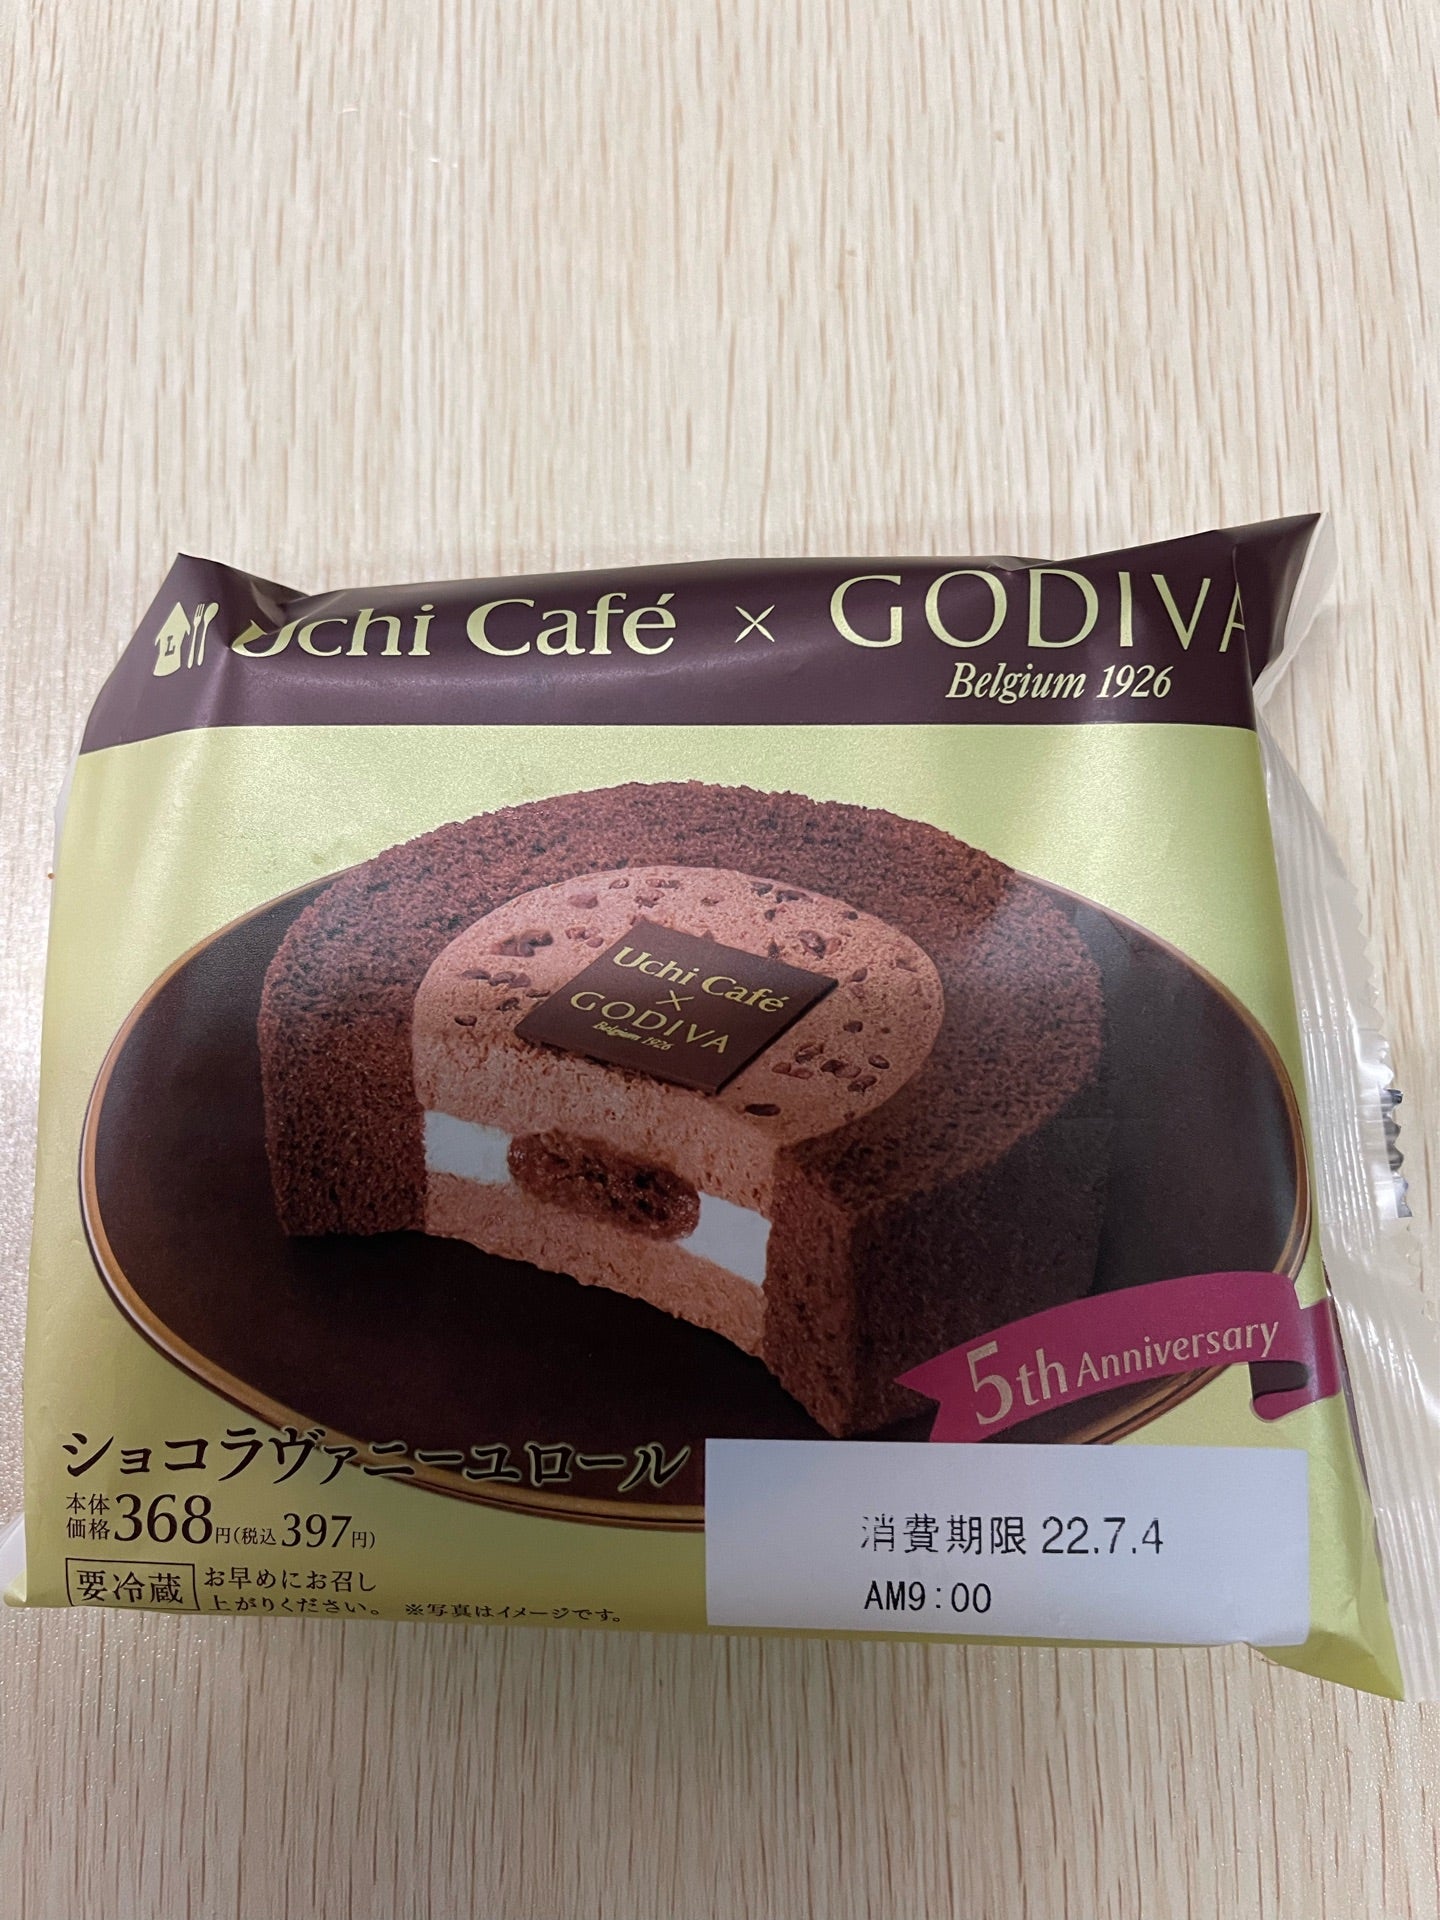 Uchi Café × GODIVA
Belgium 1926
Uchi Café
×
GODIVA
Belgium 1926
5th Anniversary
ショコラヴァニーユロール
本体価格368円(税込397円)
要冷蔵 お早めにお召し
上がりください。 ※写真はイメージです。
消費期限 22.7.4
AM9:00